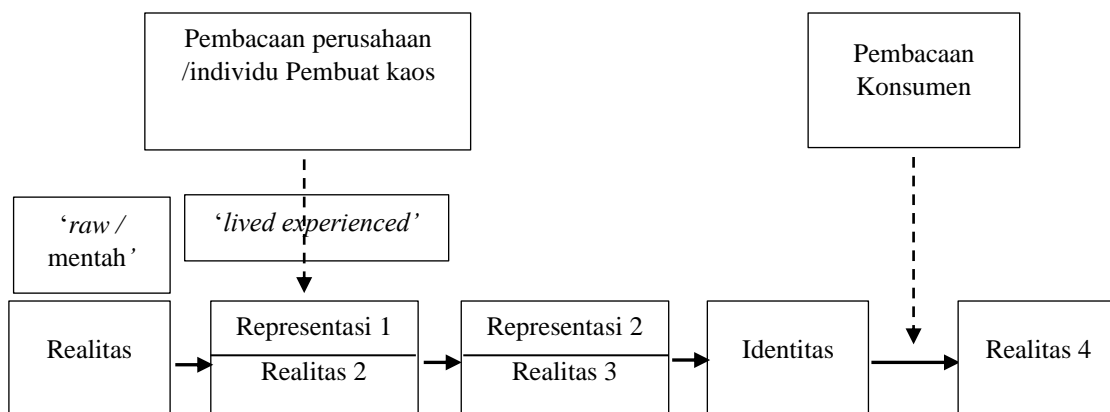 Pembacaan perusahaan
/individu Pembuat kaos
Pembacaan
Konsumen
‘raw /
mentah’
‘lived experienced’
Realitas
Representasi 1
Realitas 2
Representasi 2
Realitas 3
Identitas
Realitas 4